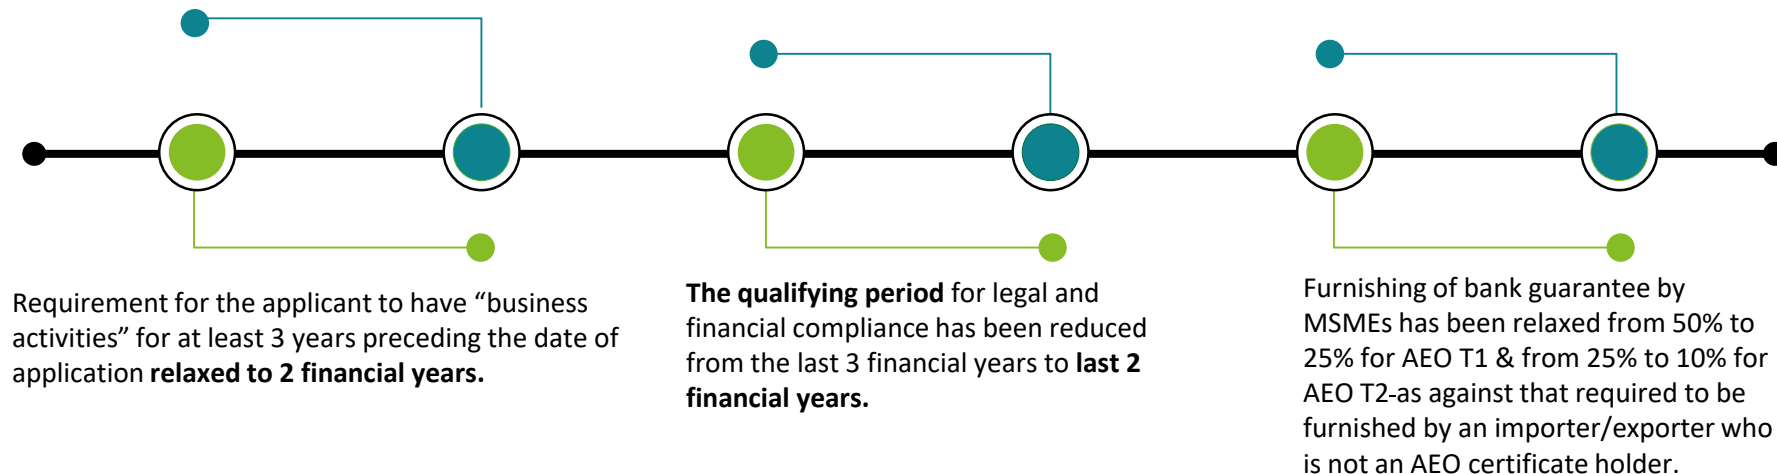 Requirement for the applicant to have “business
activities” for at least 3 years preceding the date of
application relaxed to 2 financial years.
The qualifying period for legal and
financial compliance has been reduced
from the last 3 financial years to last 2
financial years.
Furnishing of bank guarantee by
MSMEs has been relaxed from 50% to
25% for AEO T1 & from 25% to 10% for
AEO T2-as against that required to be
furnished by an importer/exporter who
is not an AEO certificate holder.